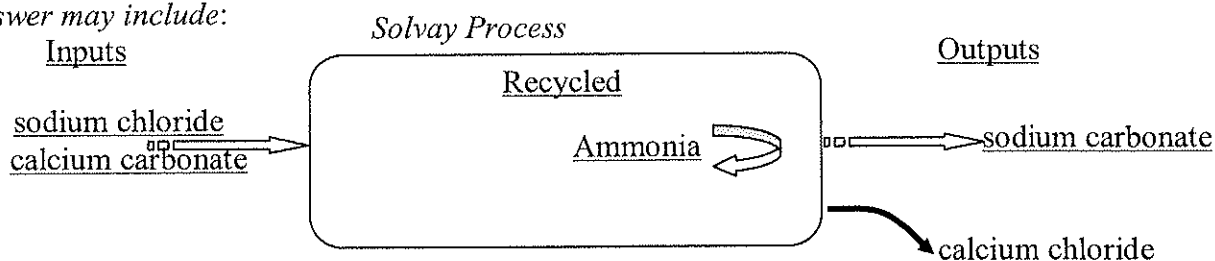 swer may include:
Solvay Process
Inputs
Outputs
Recycled
sodium chloride
calcium carbonate
Ammonia
sodium carbonate
calcium chloride